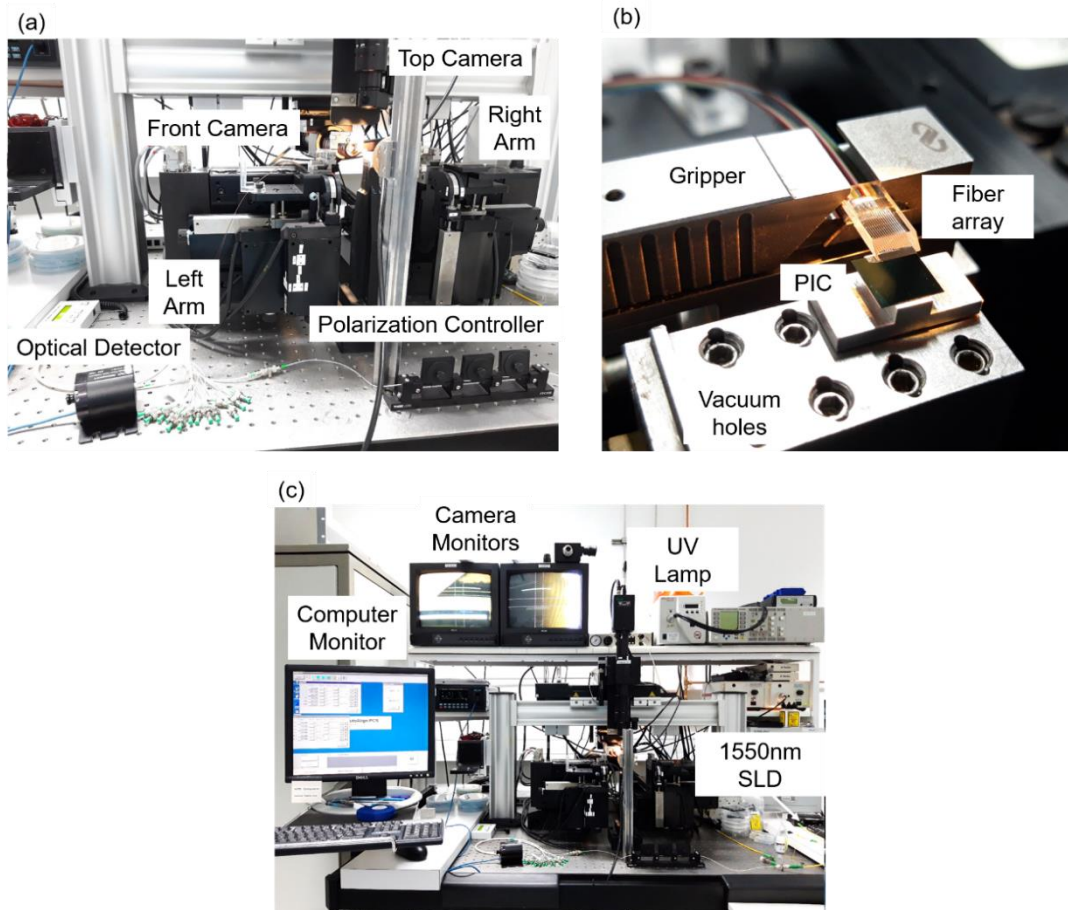 (a)
Top Camera
Front Camera
Right
Arm
Left
Arm
Polarization Controller
Optical Detector
(b)
Gripper
Fiber
array
PIC
Vacuum
holes
(c)
Camera
Monitors
UV
Lamp
Computer
Monitor
1550nm
SLD
DELL